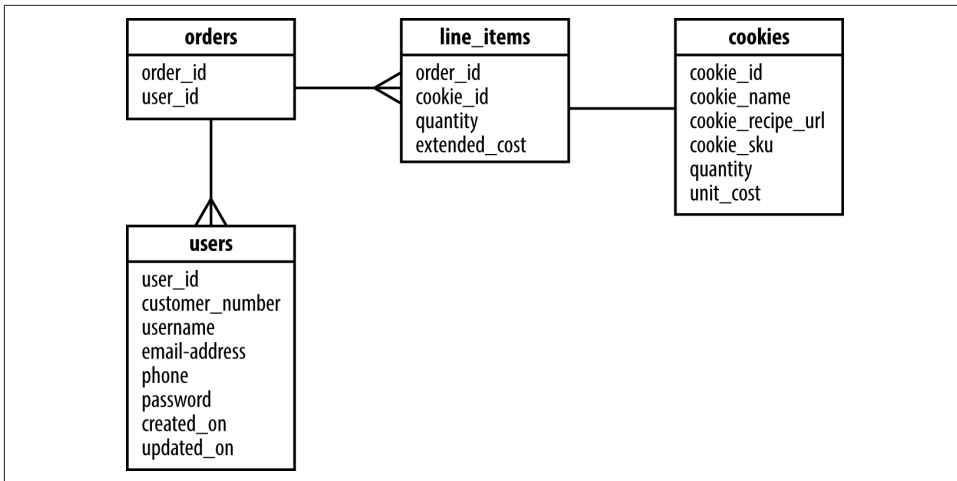 orders
order_id
user_id
line_items
order_id
cookie_id
quantity
extended_cost
cookies
cookie_id
cookie_name
cookie_recipe_url
cookie_sku
quantity
unit_cost
users
user_id
customer_number
username
email-address
phone
password
created_on
updated_on